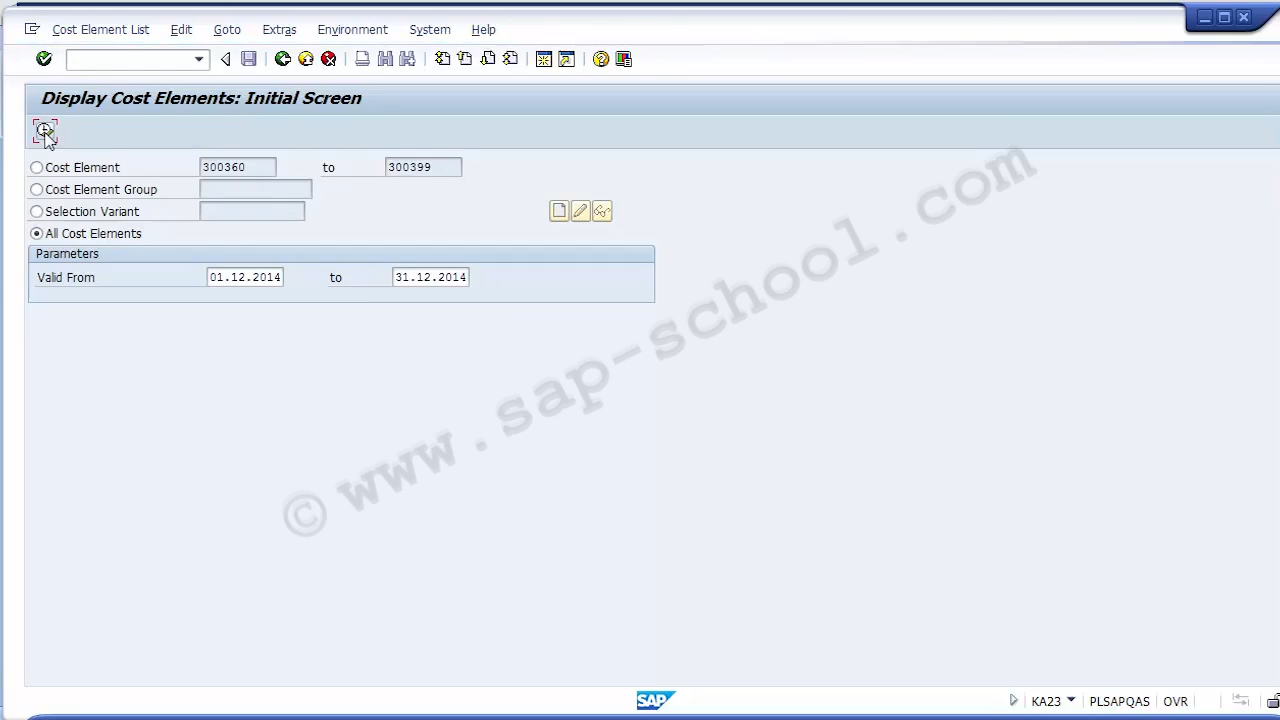 Cost Element List Edit Goto Extras Environment System Help
Display Cost Elements: Initial Screen
Cost Element 300360 to 300399
Cost Element Group
Selection Variant
All Cost Elements
Parameters
Valid From 01.12.2014 to 31.12.2014
© www.sap-school.com
SAP KA23 PLSAPQAS OVR